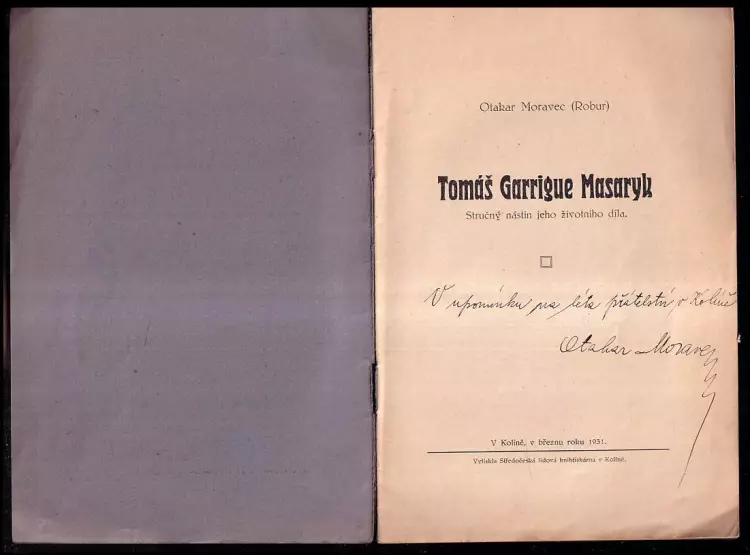 Otakar Moravec (Robur)
Tomáš Garrigue Masaryk
Stručný nástin jeho životního díla.
V upomínku na léta přátelství v Kolíně
Otakar Moravec
V Kolíně, v březnu roku 1931.
Vytiskla Středočeská lidová knihtiskárna v Kolíně.